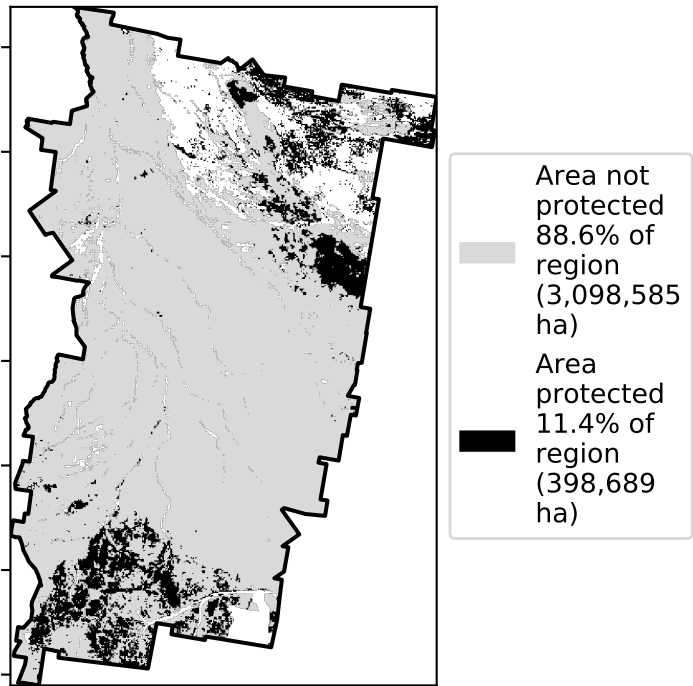 Area not
protected
88.6% of
region
(3,098,585
ha)
Area
protected
11.4% of
region
(398,689
ha)